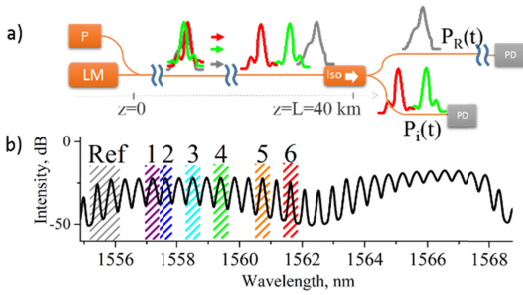 a)
P
LM
Iso
P_R(t)
PD
P_i(t)
PD
z=0
z=L=40 km
b)
Intensity, dB
0
-50
Ref 1 2 3 4 5 6
1556 1558 1560 1562 1564 1566 1568
Wavelength, nm